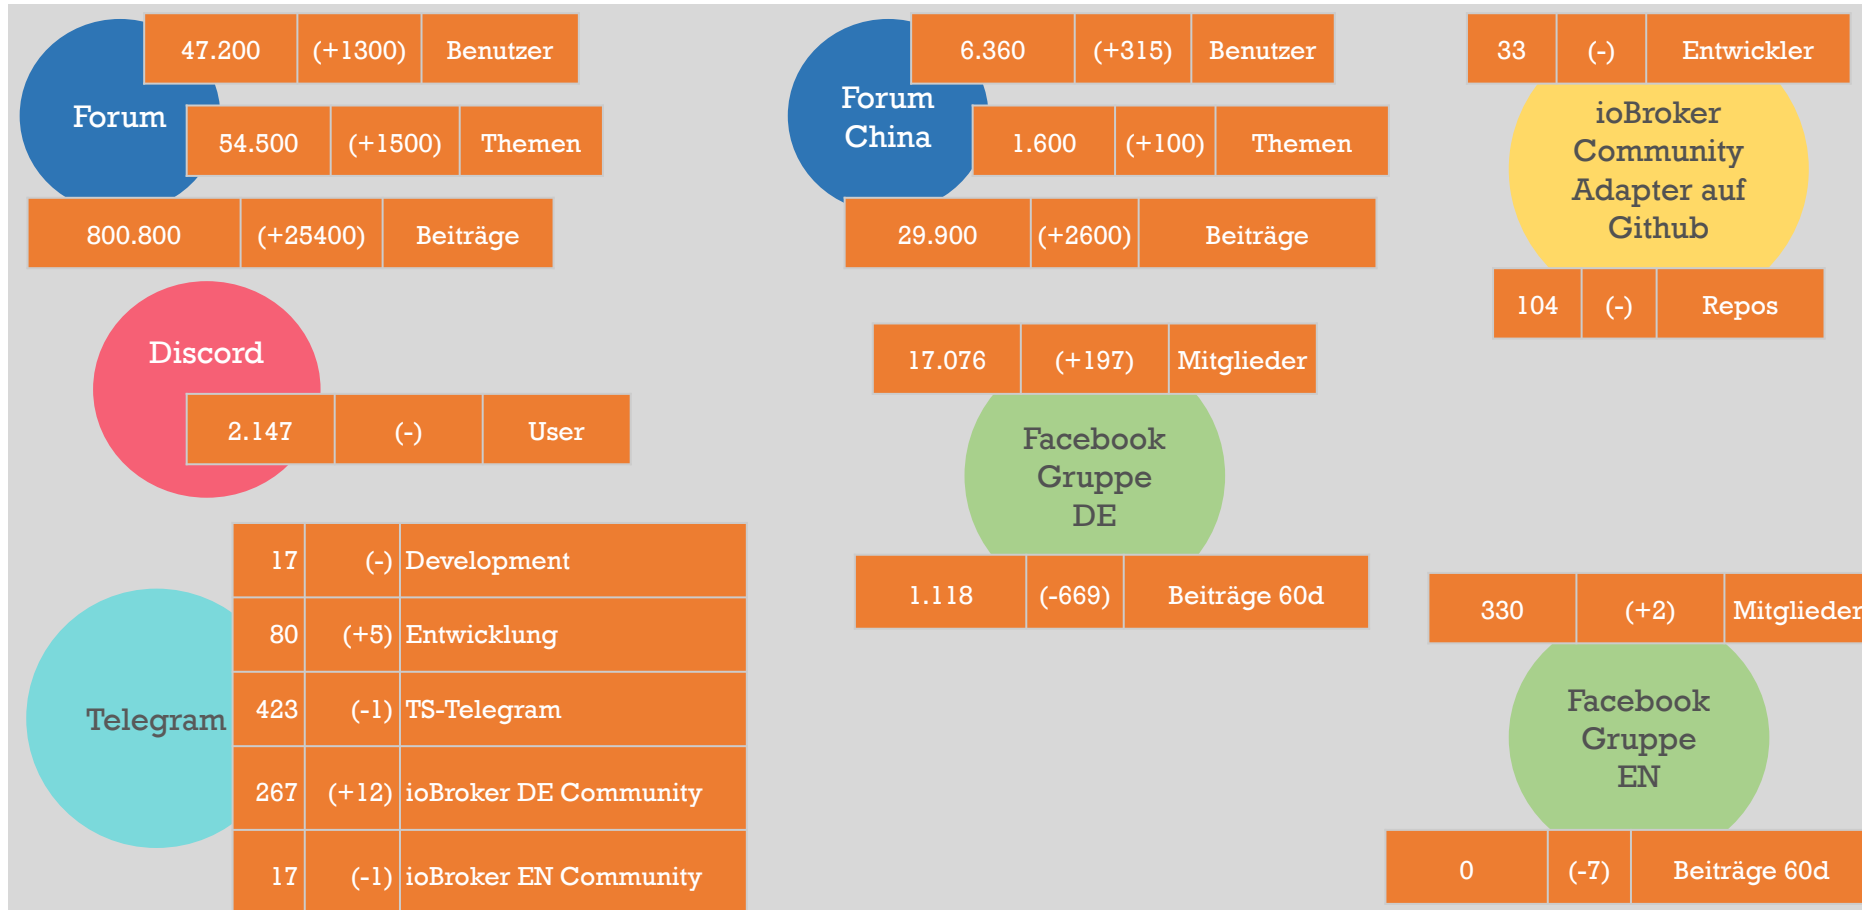 Forum
47.200 (+1300) Benutzer
54.500 (+1500) Themen
800.800 (+25400) Beiträge
Forum
China
6.360 (+315) Benutzer
1.600 (+100) Themen
29.900 (+2600) Beiträge
33 (-) Entwickler
ioBroker
Community
Adapter auf
Github
104 (-) Repos
Discord
2.147 (-) User
17.076 (+197) Mitglieder
Facebook
Gruppe
DE
1.118 (-669) Beiträge 60d
Telegram
17 (-) Development
80 (+5) Entwicklung
423 (-1) TS-Telegram
267 (+12) ioBroker DE Community
17 (-1) ioBroker EN Community
330 (+2) Mitglieder
Facebook
Gruppe
EN
0 (-7) Beiträge 60d